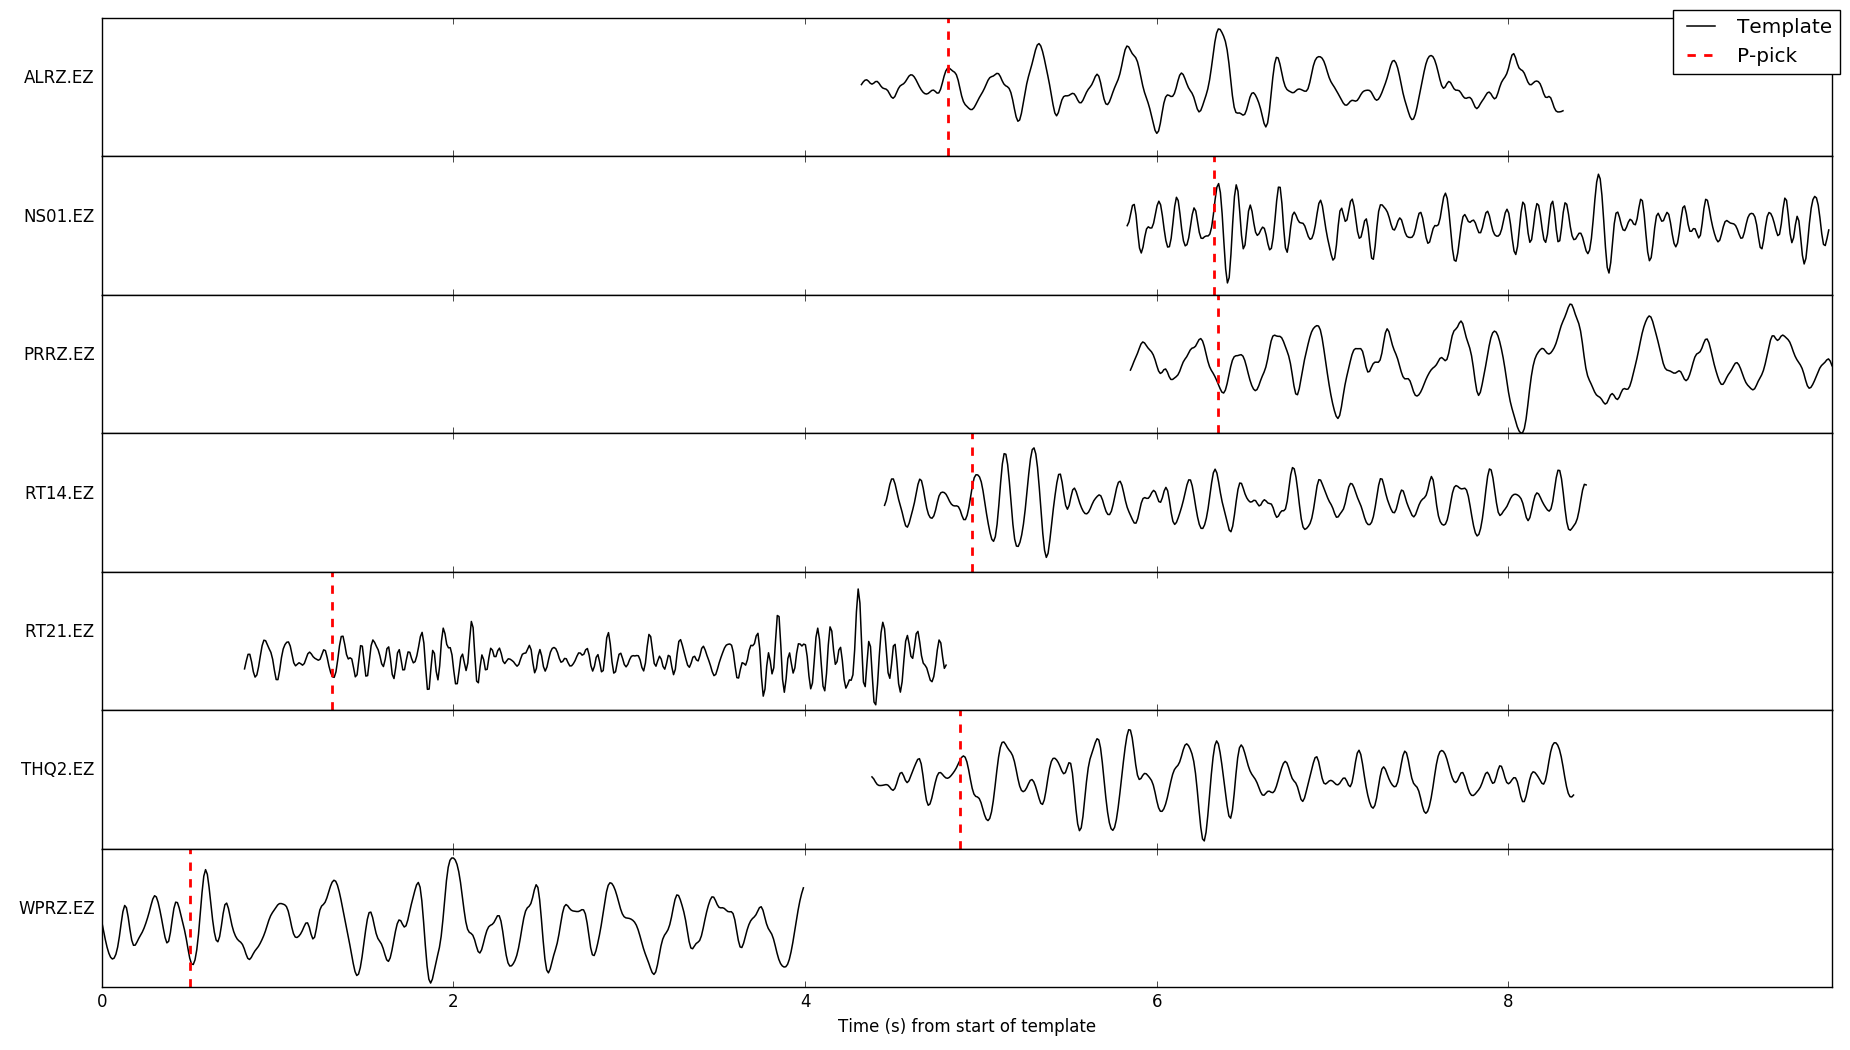 Template
P-pick
ALRZ.EZ
NS01.EZ
PRRZ.EZ
RT14.EZ
RT21.EZ
THQ2.EZ
WPRZ.EZ
0 2 4 6 8
Time (s) from start of template